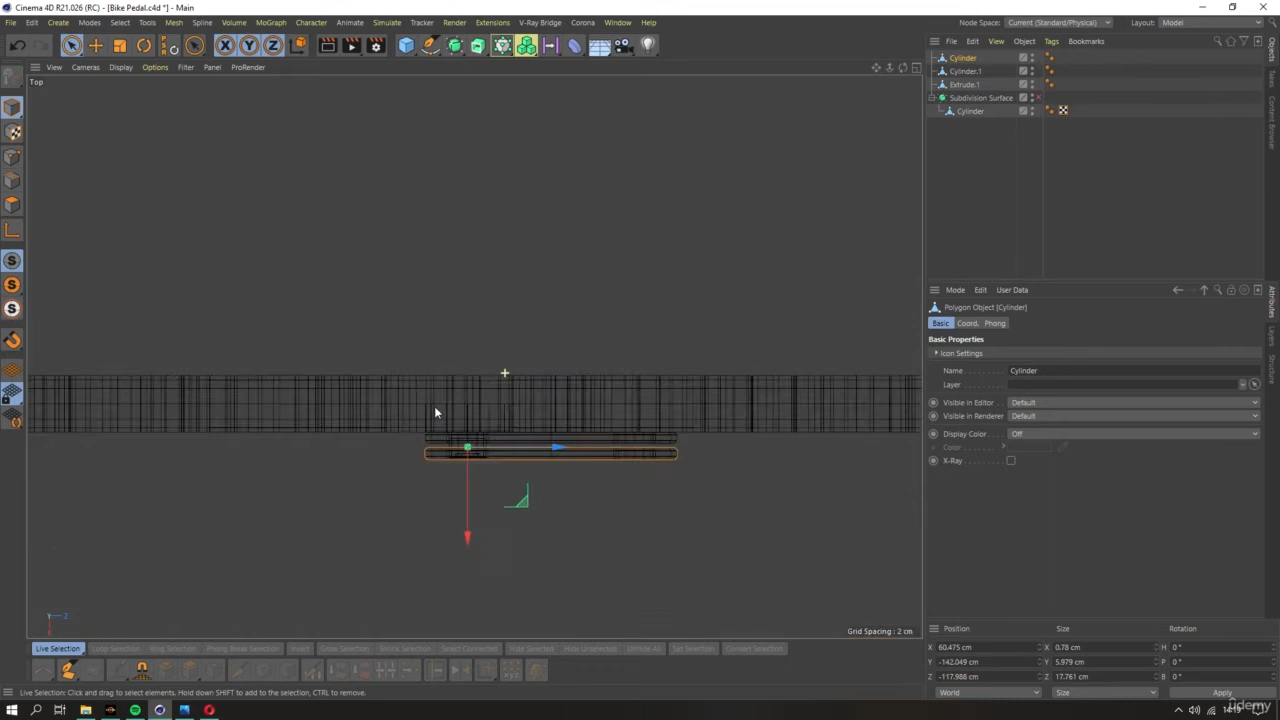 Cinema 4D R21.026 (RC) - [Bike Pedal.c4d *] - Main
File Edit Create Modes Select Tools Mesh Spline Volume MoGraph Character Animate Simulate Tracker Render Extensions V-Ray Bridge Corona Window Help
Node Space: Current (Standard/Physical) Layout: Model
View Cameras Display Options Filter Panel ProRender
File Edit View Object Tags Bookmarks
Top
Cylinder
Cylinder.1
Extrude.1
Subdivision Surface
Cylinder
Objects
Takes
Content Browser
Mode Edit User Data
Polygon Object [Cylinder]
Basic Coord. Phong
Basic Properties
Icon Settings
Name Cylinder
Layer
Visible in Editor Default
Visible in Renderer Default
Display Color Off
Color
X-Ray
Attributes
Layers
Structure
Y Z
Grid Spacing : 2 cm
Position Size Rotation
X 60.475 cm X 0.78 cm H 0 °
Y -142.049 cm Y 5.979 cm P 0 °
Z -117.988 cm Z 17.761 cm B 0 °
World Size Apply
Live Selection Loop Selection Ring Selection Phong Break Selection Invert Grow Selection Shrink Selection Select Connected Hide Selected Hide Unselected Unhide All Set Selection Convert Selection
Live Selection: Click and drag to select elements. Hold down SHIFT to add to the selection, CTRL to remove.
Udemy